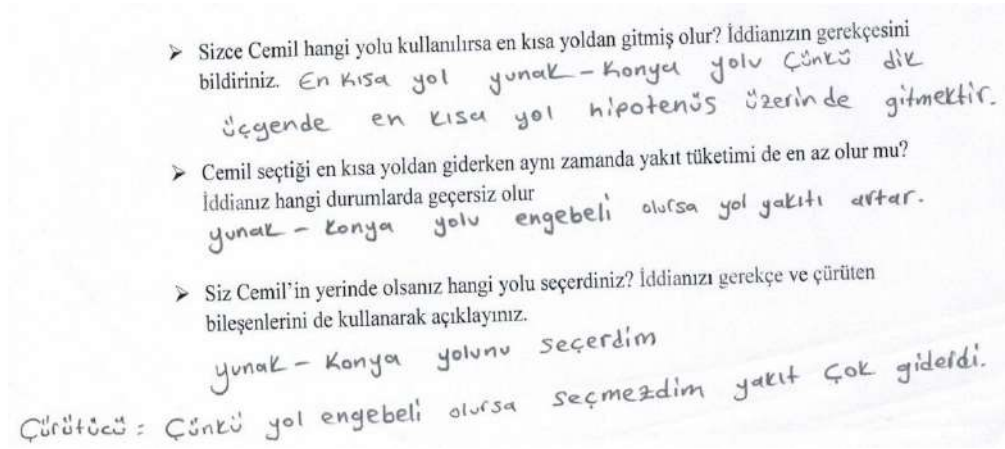 ➤ Sizce Cemil hangi yolu kullanılırsa en kısa yoldan gitmiş olur? İddianızın gerekçesini
bildiriniz. En kısa yol yunak - Konya yolu Çünkü dik
üçgende en kısa yol hipotenüs üzerinde gitmektir.
➤ Cemil seçtiği en kısa yoldan giderken aynı zamanda yakıt tüketimi de en az olur mu?
İddianız hangi durumlarda geçersiz olur
yunak - Konya yolu engebeli olursa yol yakıtı artar.
➤ Siz Cemil'in yerinde olsanız hangi yolu seçerdiniz? İddianızı gerekçe ve çürüten
bileşenlerini de kullanarak açıklayınız.
yunak - Konya yolunu seçerdim
Çürütücü : Çünkü yol engebeli olursa seçmezdim yakıt çok giderdi.